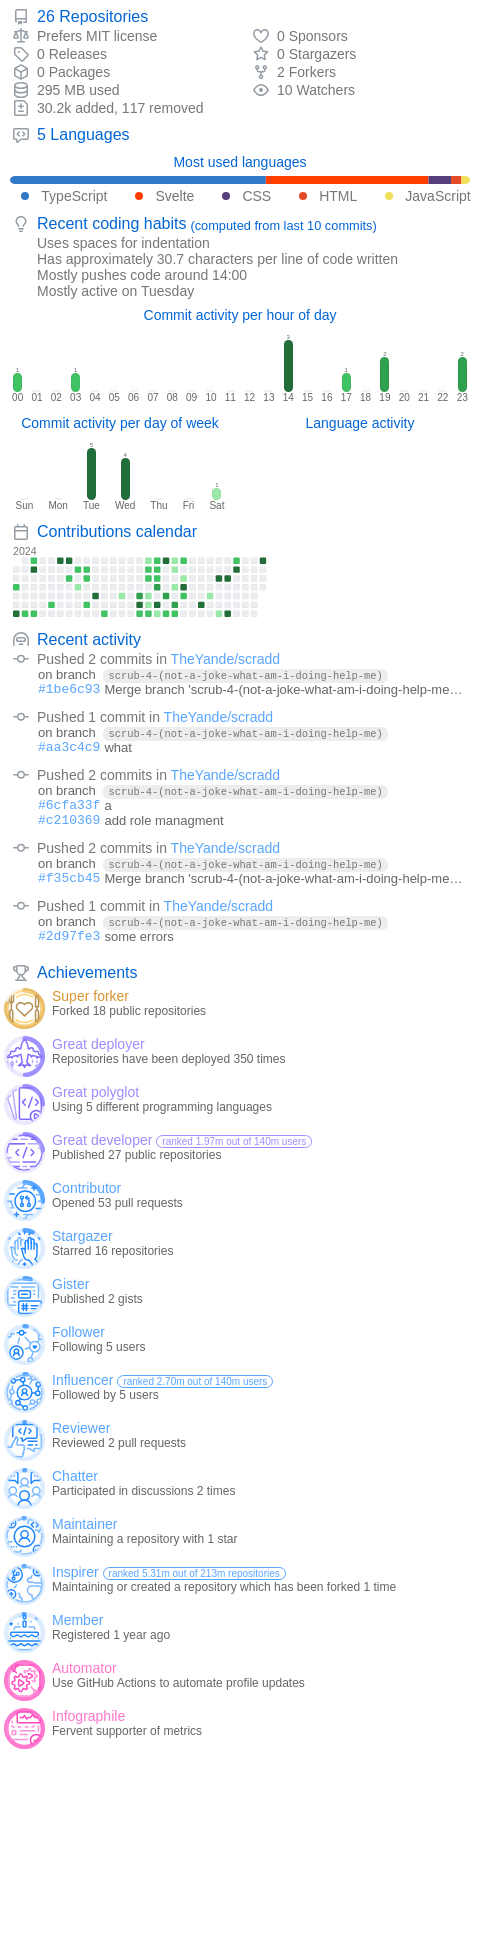 26 Repositories
Prefers MIT license
0 Sponsors
0 Releases
0 Stargazers
0 Packages
2 Forkers
295 MB used
10 Watchers
30.2k added, 117 removed
5 Languages
Most used languages
TypeScript Svelte CSS HTML JavaScript
Recent coding habits (computed from last 10 commits)
Uses spaces for indentation
Has approximately 30.7 characters per line of code written
Mostly pushes code around 14:00
Mostly active on Tuesday
Commit activity per hour of day
1 1 3 1 2 2
00 01 02 03 04 05 06 07 08 09 10 11 12 13 14 15 16 17 18 19 20 21 22 23
Commit activity per day of week
Language activity
5 4 1
Sun Mon Tue Wed Thu Fri Sat
Contributions calendar
2024
Recent activity
Pushed 2 commits in TheYande/scradd
on branch scrub-4-(not-a-joke-what-am-i-doing-help-me)
#1be6c93 Merge branch 'scrub-4-(not-a-joke-what-am-i-doing-help-me…
Pushed 1 commit in TheYande/scradd
on branch scrub-4-(not-a-joke-what-am-i-doing-help-me)
#aa3c4c9 what
Pushed 2 commits in TheYande/scradd
on branch scrub-4-(not-a-joke-what-am-i-doing-help-me)
#6cfa33f a
#c210369 add role managment
Pushed 2 commits in TheYande/scradd
on branch scrub-4-(not-a-joke-what-am-i-doing-help-me)
#f35cb45 Merge branch 'scrub-4-(not-a-joke-what-am-i-doing-help-me…
Pushed 1 commit in TheYande/scradd
on branch scrub-4-(not-a-joke-what-am-i-doing-help-me)
#2d97fe3 some errors
Achievements
Super forker
Forked 18 public repositories
Great deployer
Repositories have been deployed 350 times
Great polyglot
Using 5 different programming languages
Great developer ranked 1.97m out of 140m users
Published 27 public repositories
Contributor
Opened 53 pull requests
Stargazer
Starred 16 repositories
Gister
Published 2 gists
Follower
Following 5 users
Influencer ranked 2.70m out of 140m users
Followed by 5 users
Reviewer
Reviewed 2 pull requests
Chatter
Participated in discussions 2 times
Maintainer
Maintaining a repository with 1 star
Inspirer ranked 5.31m out of 213m repositories
Maintaining or created a repository which has been forked 1 time
Member
Registered 1 year ago
Automator
Use GitHub Actions to automate profile updates
Infographile
Fervent supporter of metrics